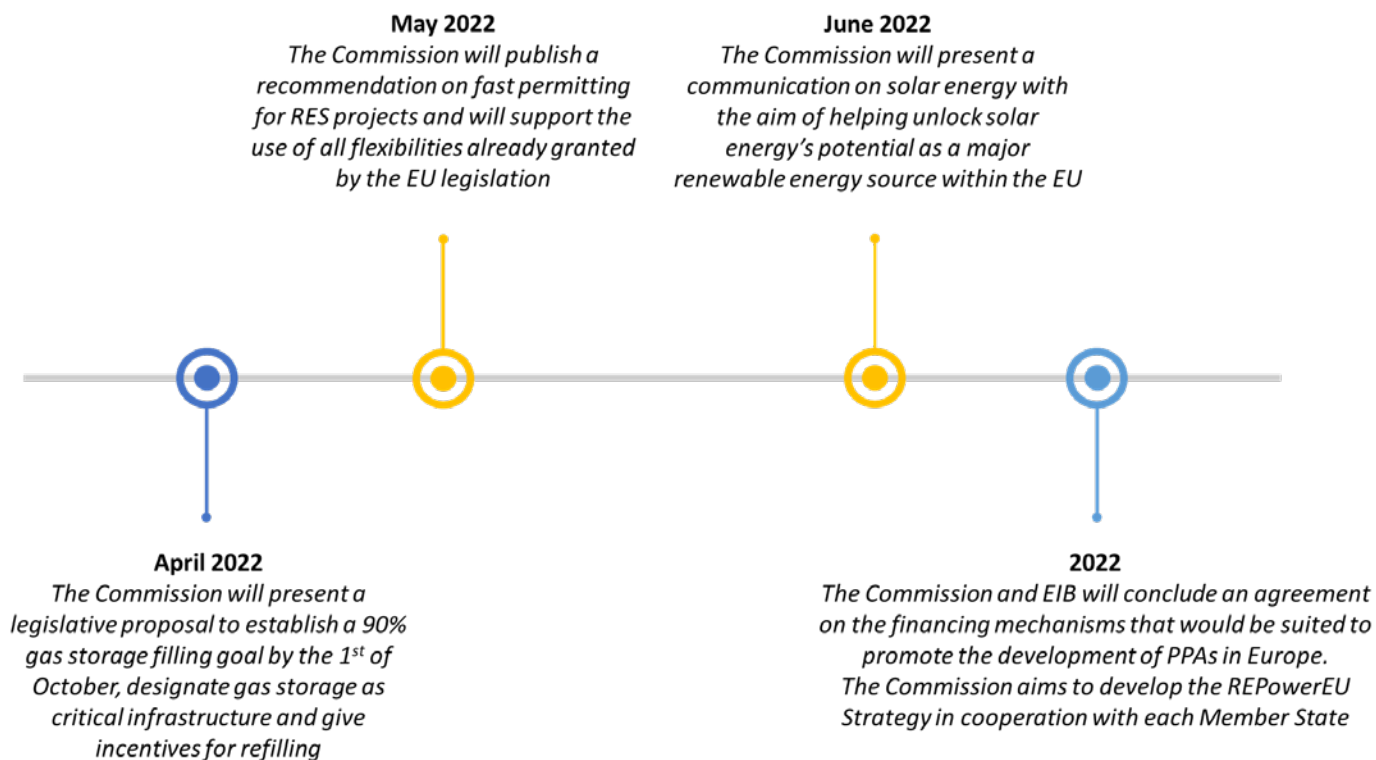 May 2022
The Commission will publish a
recommendation on fast permitting
for RES projects and will support the
use of all flexibilities already granted
by the EU legislation
June 2022
The Commission will present a
communication on solar energy with
the aim of helping unlock solar
energy’s potential as a major
renewable energy source within the EU
April 2022
The Commission will present a
legislative proposal to establish a 90%
gas storage filling goal by the 1st of
October, designate gas storage as
critical infrastructure and give
incentives for refilling
2022
The Commission and EIB will conclude an agreement
on the financing mechanisms that would be suited to
promote the development of PPAs in Europe.
The Commission aims to develop the REPowerEU
Strategy in cooperation with each Member State